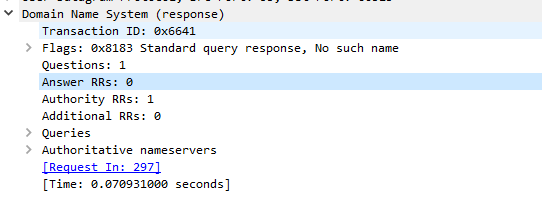 Domain Name System (response)
Transaction ID: 0x6641
Flags: 0x8183 Standard query response, No such name
Questions: 1
Answer RRs: 0
Authority RRs: 1
Additional RRs: 0
Queries
Authoritative nameservers
[Request In: 297]
[Time: 0.070931000 seconds]